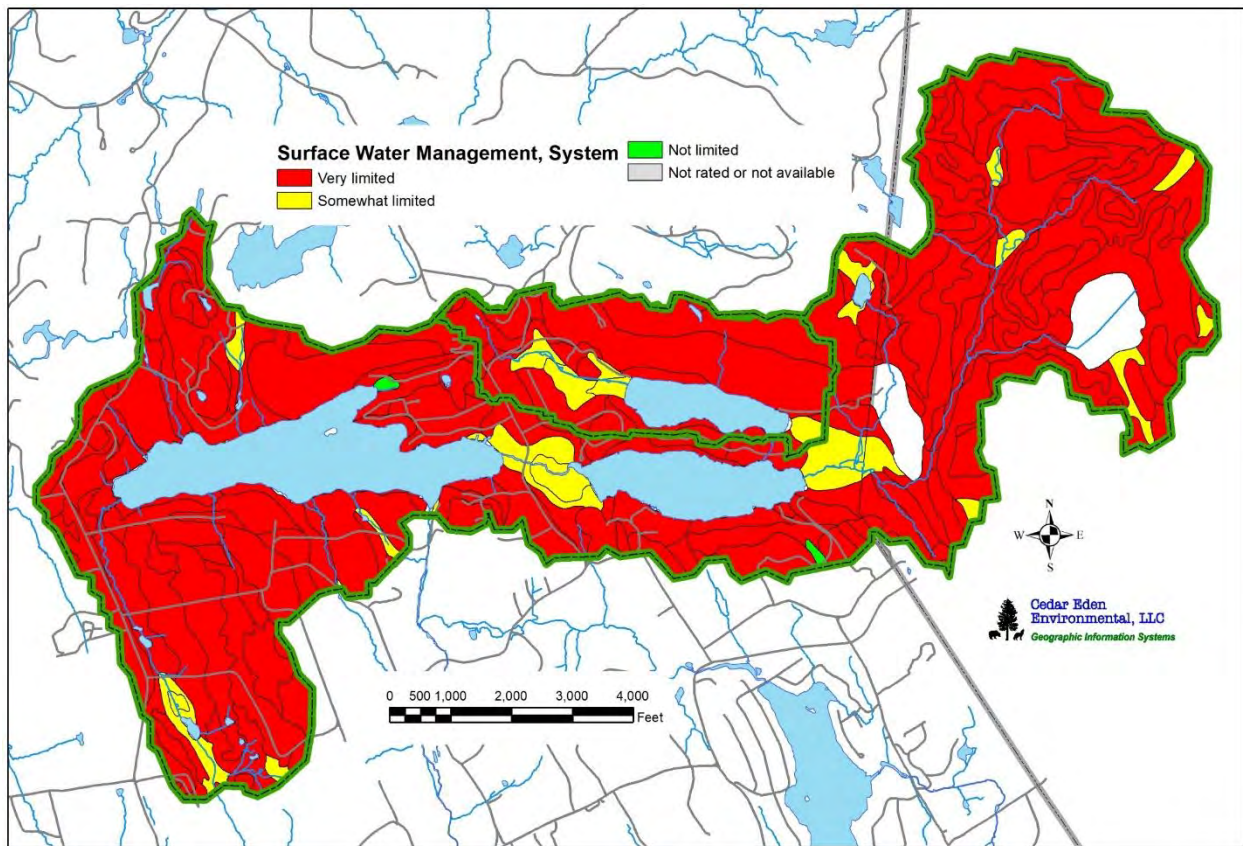 Surface Water Management, System
Very limited
Somewhat limited
Not limited
Not rated or not available
N
W E
S
Cedar Eden
Environmental, LLC
Geographic Information Systems
0 500 1,000 2,000 3,000 4,000
Feet